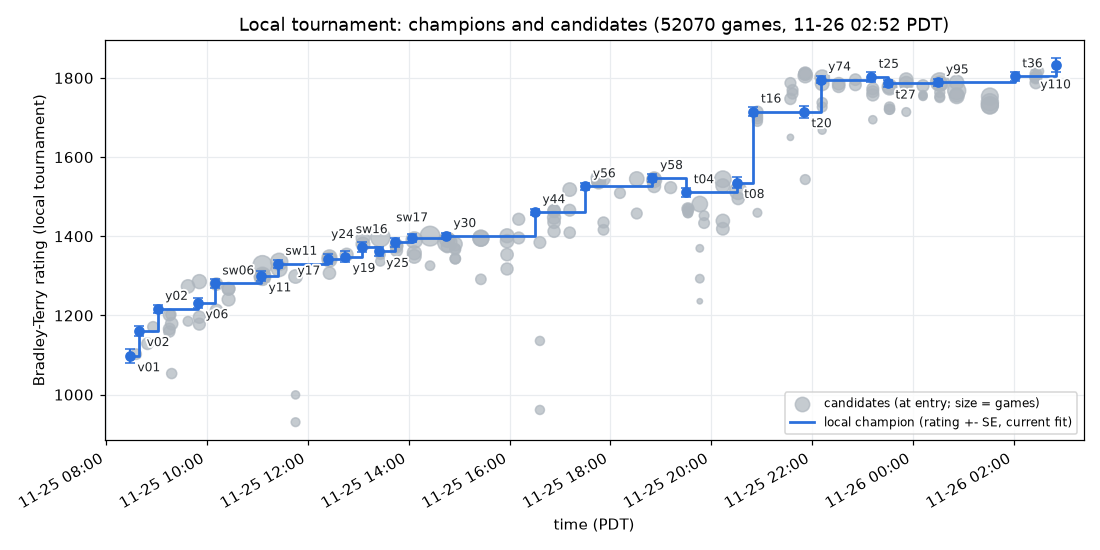 Local tournament: champions and candidates (52070 games, 11-26 02:52 PDT)
Bradley-Terry rating (local tournament)
1800
1600
1400
1200
1000
v01
v02
y02
y06
sw06
y11
sw11
y17
y24
y19
sw16
y25
sw17
y30
y44
y56
y58
t04
t08
t16
t20
y74
t25
t27
y95
t36
y110
candidates (at entry; size = games)
local champion (rating +- SE, current fit)
11-25 08:00
11-25 10:00
11-25 12:00
11-25 14:00
11-25 16:00
11-25 18:00
11-25 20:00
11-25 22:00
11-26 00:00
11-26 02:00
time (PDT)